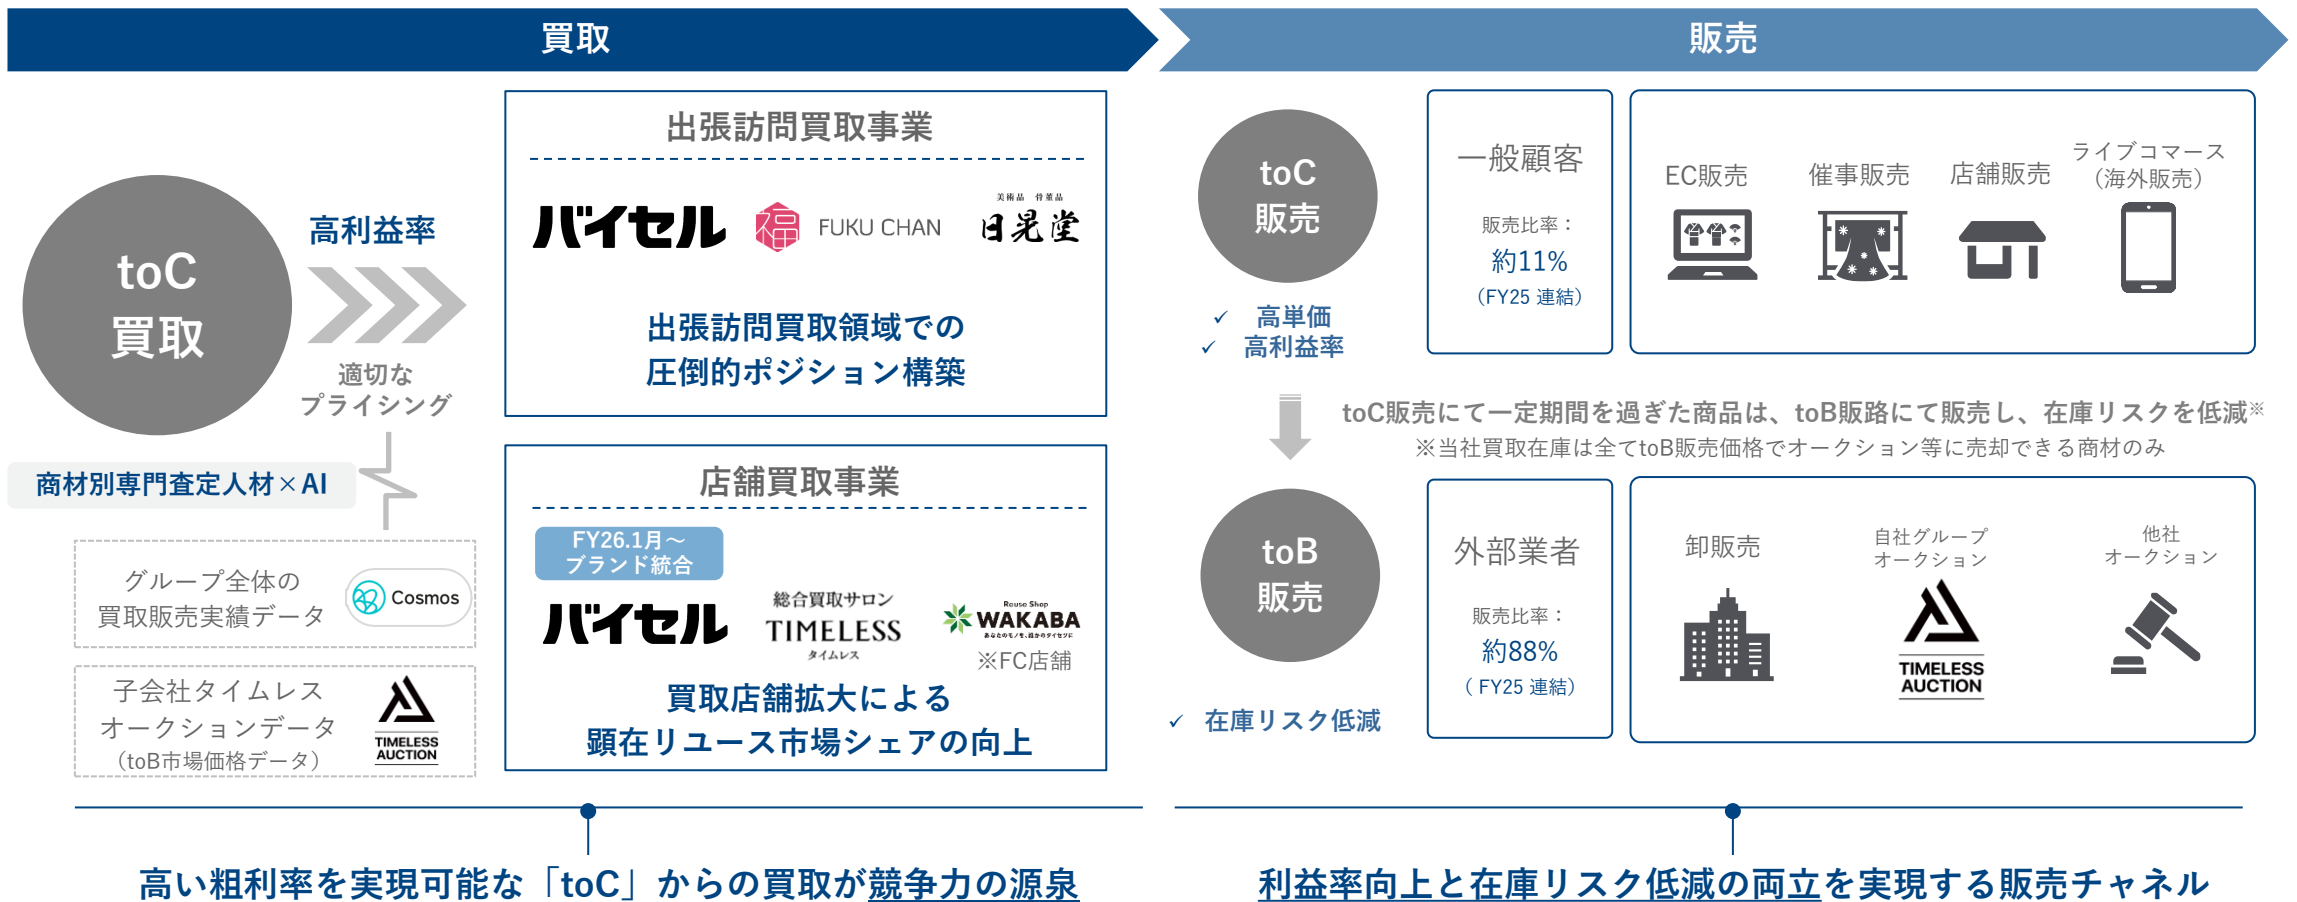 買取
toC
買取
高利益率
適切な
プライシング
商材別専門査定人材×AI
グループ全体の
買取販売実績データ
Cosmos
子会社タイムレス
オークションデータ
（toB市場価格データ）
TIMELESS
AUCTION
出張訪問買取事業
バイセル
福
FUKU CHAN
美術品 骨董品
日晃堂
出張訪問買取領域での
圧倒的ポジション構築
店舗買取事業
FY26.1月～
ブランド統合
バイセル
総合買取サロン
TIMELESS
タイムレス
Reuse Shop
WAKABA
あなたのモノを、誰かのダイセツに
※FC店舗
買取店舗拡大による
顕在リユース市場シェアの向上
高い粗利率を実現可能な「toC」からの買取が競争力の源泉
販売
toC
販売
✓ 高単価
✓ 高利益率
一般顧客
販売比率：
約11%
（FY25 連結）
EC販売
催事販売
店舗販売
ライブコマース
（海外販売）
toC販売にて一定期間を過ぎた商品は、toB販路にて販売し、在庫リスクを低減※
※当社買取在庫は全てtoB販売価格でオークション等に売却できる商材のみ
toB
販売
✓ 在庫リスク低減
外部業者
販売比率：
約88%
（ FY25 連結）
卸販売
自社グループ
オークション
TIMELESS
AUCTION
他社
オークション
利益率向上と在庫リスク低減の両立を実現する販売チャネル